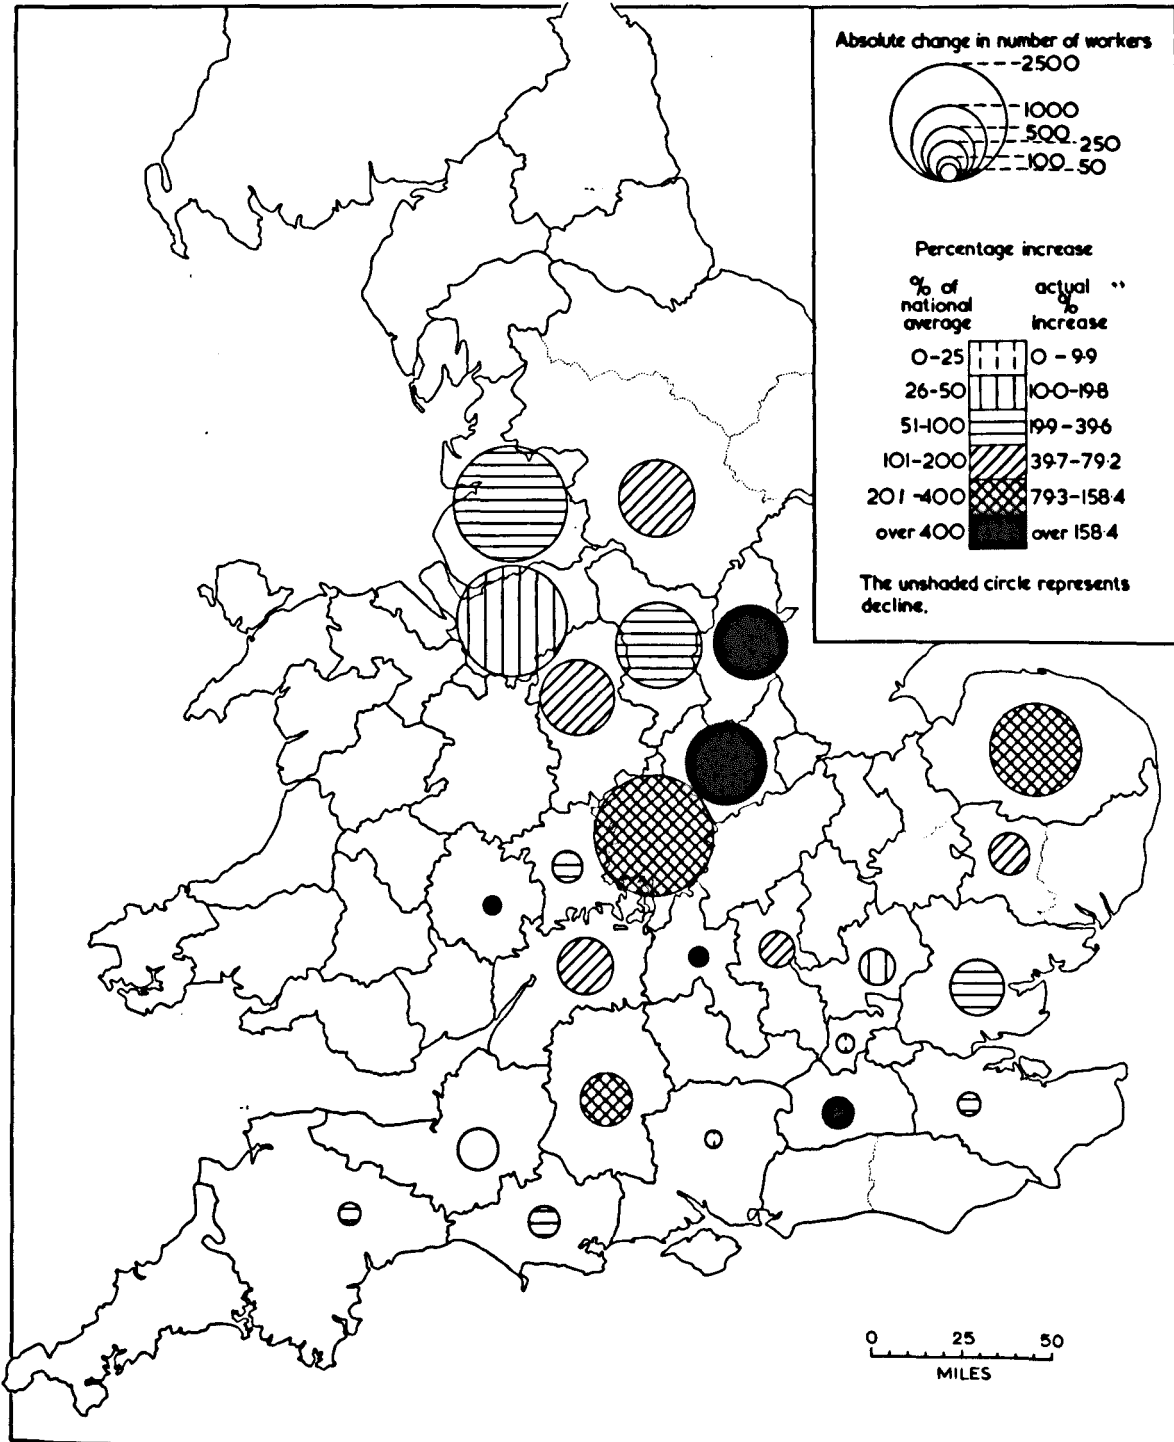 Absolute change in number of workers
2500
1000
500
250
100
50
Percentage increase
% of national average
actual % increase
0-25 0 - 9·9
26-50 10·0-19·8
51-100 19·9-39·6
101-200 39·7-79·2
201-400 79·3-158·4
over 400 over 158·4
The unshaded circle represents
decline.
0 25 50
MILES